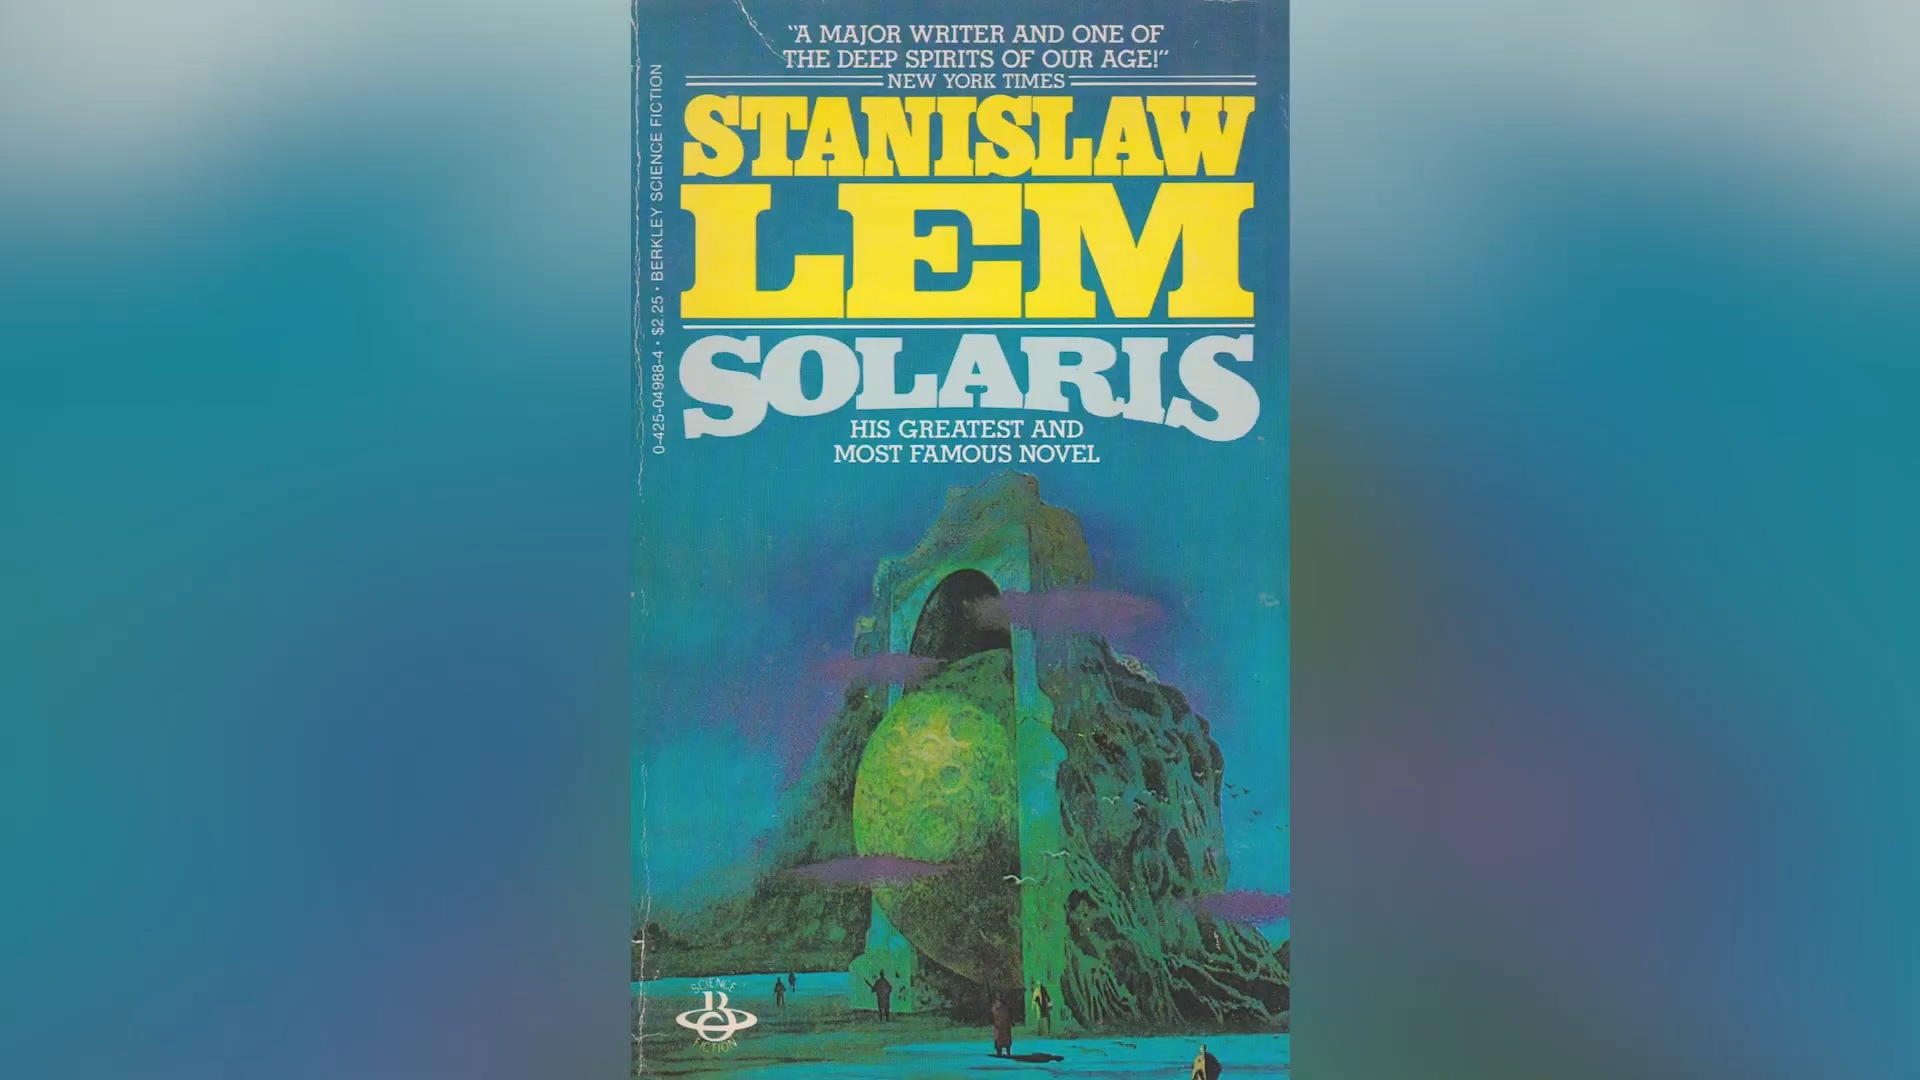 "A MAJOR WRITER AND ONE OF
THE DEEP SPIRITS OF OUR AGE!"
NEW YORK TIMES
STANISLAW
LEM
SOLARIS
HIS GREATEST AND
MOST FAMOUS NOVEL
0-425-04988-4 • $2.25 • BERKLEY SCIENCE FICTION
SCIENCE
B
FICTION